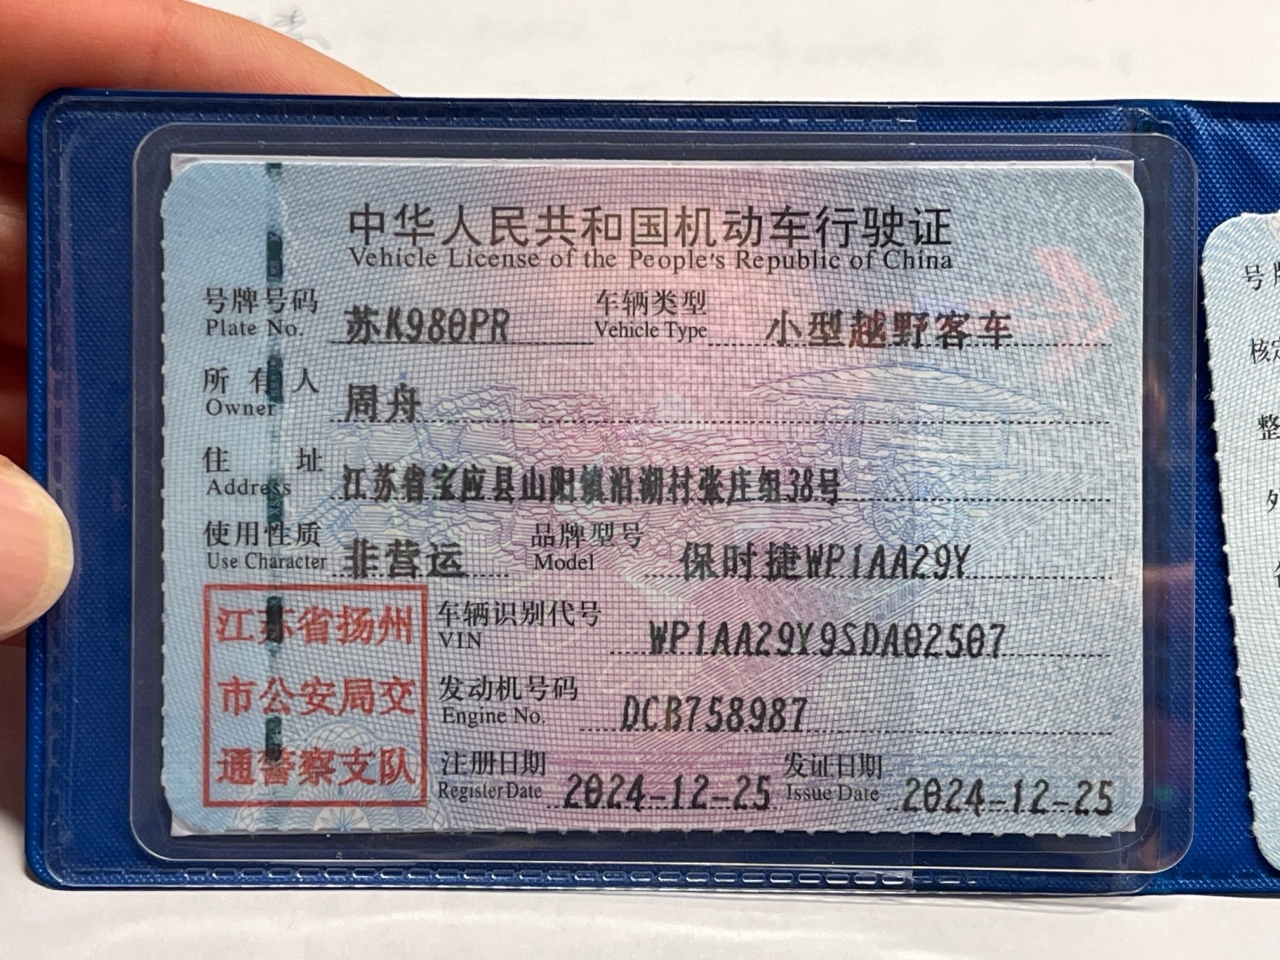 中华人民共和国机动车行驶证
Vehicle License of the People's Republic of China
号牌号码 苏K980PR 车辆类型 小型越野客车
Plate No. Vehicle Type
所有人 周舟
Owner
住址 江苏省宝应县山阳镇沿湖村张庄组38号
Address
使用性质 非营运 品牌型号 保时捷WP1AA29Y
Use Character Model
江苏省扬州
市公安局交
通警察支队
车辆识别代号 WP1AA29Y9SDA02507
VIN
发动机号码 DCB758987
Engine No.
注册日期 2024-12-25 发证日期 2024-12-25
Register Date Issue Date
号
核
整